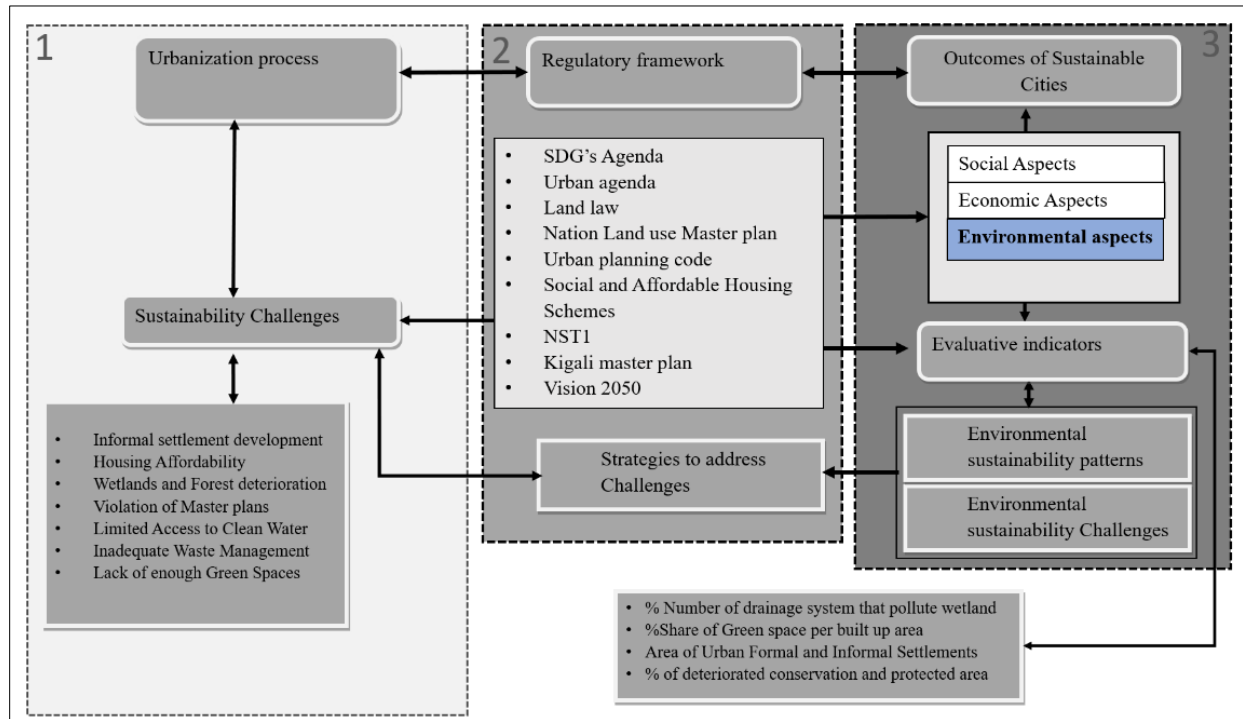 1
Urbanization process
Sustainability Challenges
• Informal settlement development
• Housing Affordability
• Wetlands and Forest deterioration
• Violation of Master plans
• Limited Access to Clean Water
• Inadequate Waste Management
• Lack of enough Green Spaces
2
Regulatory framework
• SDG's Agenda
• Urban agenda
• Land law
• Nation Land use Master plan
• Urban planning code
• Social and Affordable Housing
Schemes
• NST1
• Kigali master plan
• Vision 2050
Strategies to address
Challenges
3
Outcomes of Sustainable
Cities
Social Aspects
Economic Aspects
Environmental aspects
Evaluative indicators
Environmental
sustainability patterns
Environmental
sustainability Challenges
• % Number of drainage system that pollute wetland
• %Share of Green space per built up area
• Area of Urban Formal and Informal Settlements
• % of deteriorated conservation and protected area